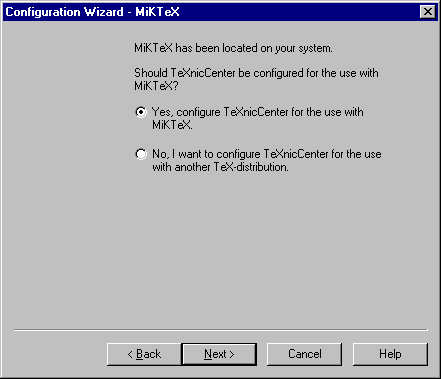 Configuration Wizard - MiKTeX
MiKTeX has been located on your system.
Should TeXnicCenter be configured for the use with
MiKTeX?
Yes, configure TeXnicCenter for the use with
MiKTeX.
No, I want to configure TeXnicCenter for the use
with another TeX-distribution.
< Back
Next >
Cancel
Help